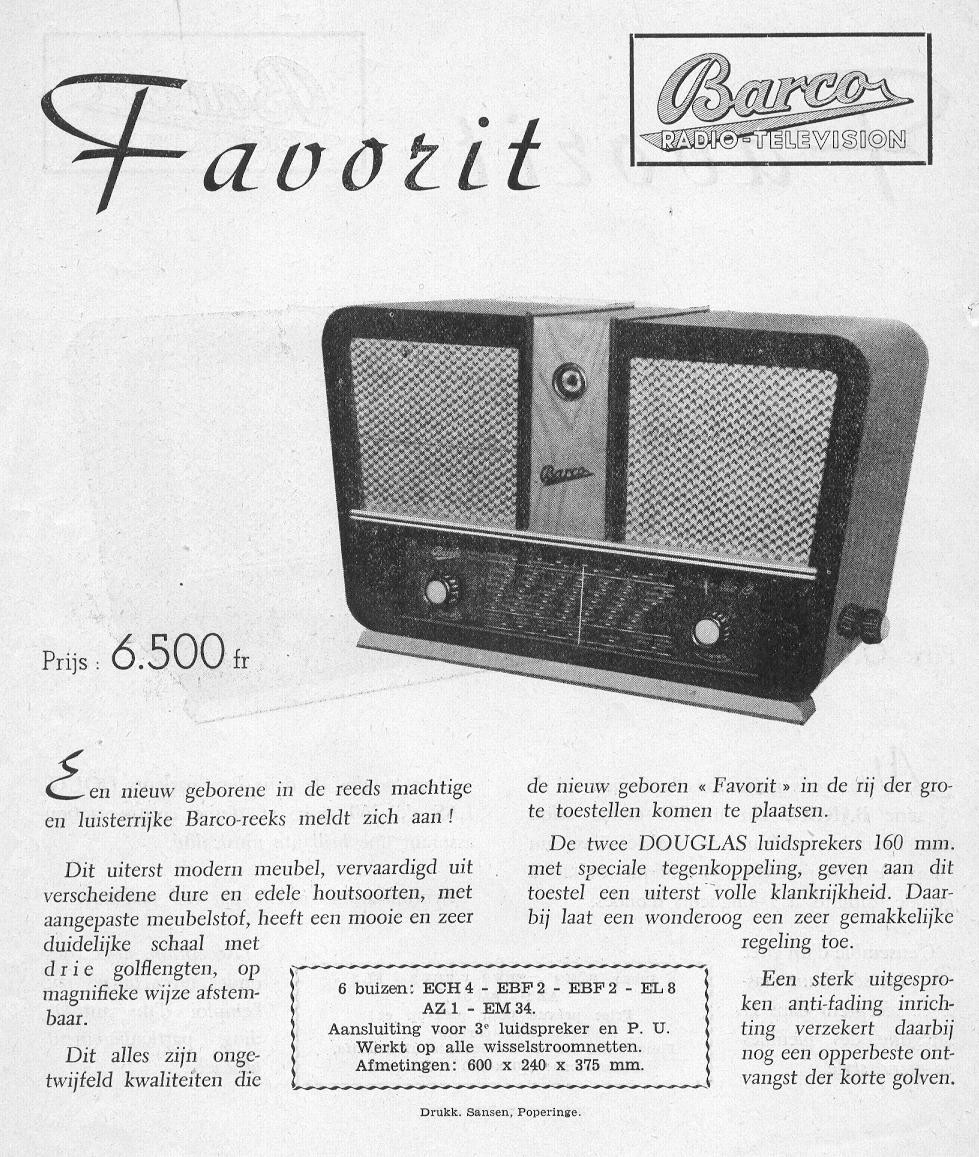 Favorit
Barco
RADIO-TELEVISION
Barco
Prijs : 6.500 fr
Een nieuw geborene in de reeds machtige
en luisterrijke Barco-reeks meldt zich aan !
Dit uiterst modern meubel, vervaardigd uit
verscheidene dure en edele houtsoorten, met
aangepaste meubelstof, heeft een mooie en zeer
duidelijke schaal met
drie golflengten, op
magnifieke wijze afstem-
baar.
Dit alles zijn onge-
twijfeld kwaliteiten die
de nieuw geboren « Favorit » in de rij der gro-
te toestellen komen te plaatsen.
De twee DOUGLAS luidsprekers 160 mm.
met speciale tegenkoppeling, geven aan dit
toestel een uiterst volle klankrijkheid. Daar-
bij laat een wonderoog een zeer gemakkelijke
regeling toe.
Een sterk uitgespro-
ken anti-fading inrich-
ting verzekert daarbij
nog een opperbeste ont-
vangst der korte golven.
6 buizen: ECH 4 - EBF 2 - EBF 2 - EL 8
AZ 1 - EM 34.
Aansluiting voor 3e luidspreker en P. U.
Werkt op alle wisselstroomnetten.
Afmetingen: 600 x 240 x 375 mm.
Drukk. Sansen, Poperinge.